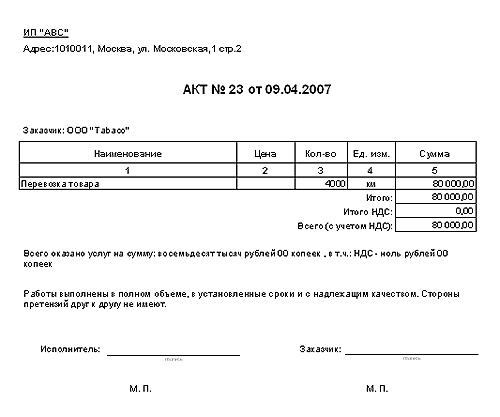 ИП "АВС"
Адрес:1010011, Москва, ул. Московская,1 стр.2
АКТ № 23 от 09.04.2007
Заказчик: ООО "Tabaco"
Наименование Цена Кол-во Ед. изм. Сумма
1 2 3 4 5
Перевозка товара 4000 км 80 000,00
Итого: 80 000,00
Итого НДС: 0,00
Всего (с учетом НДС): 80 000,00
Всего оказано услуг на сумму: восемьдесят тысяч рублей 00 копеек , в т.ч.: НДС - ноль рублей 00
копеек
Работы выполнены в полном объеме, в установленные сроки и с надлежащим качеством. Стороны
претензий друг к другу не имеют.
Исполнитель: Заказчик:
подпись подпись
М. П. М. П.